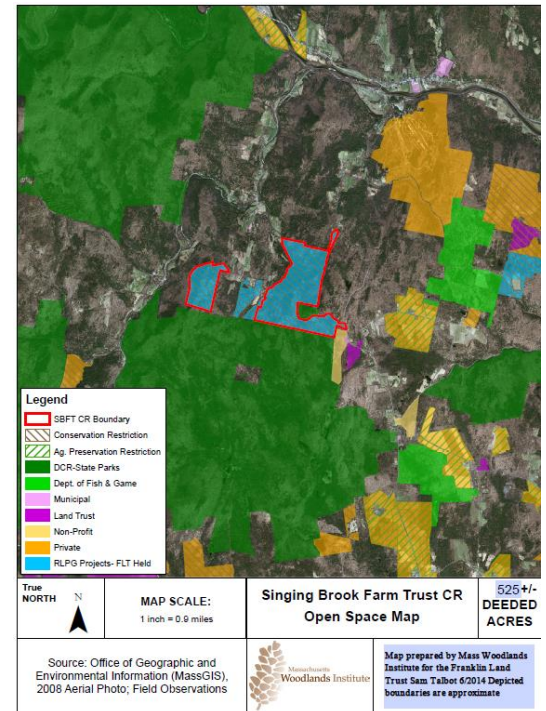 Legend
SBFT CR Boundary
Conservation Restriction
Ag. Preservation Restriction
DCR-State Parks
Dept. of Fish & Game
Municipal
Land Trust
Non-Profit
Private
RLPG Projects- FLT Held
True
NORTH
N
MAP SCALE:
1 inch = 0.9 miles
Singing Brook Farm Trust CR
Open Space Map
525+/-
DEEDED
ACRES
Source: Office of Geographic and
Environmental Information (MassGIS),
2008 Aerial Photo; Field Observations
Massachusetts
Woodlands Institute
Map prepared by Mass Woodlands
Institute for the Franklin Land
Trust Sam Talbot 6/2014 Depicted
boundaries are approximate